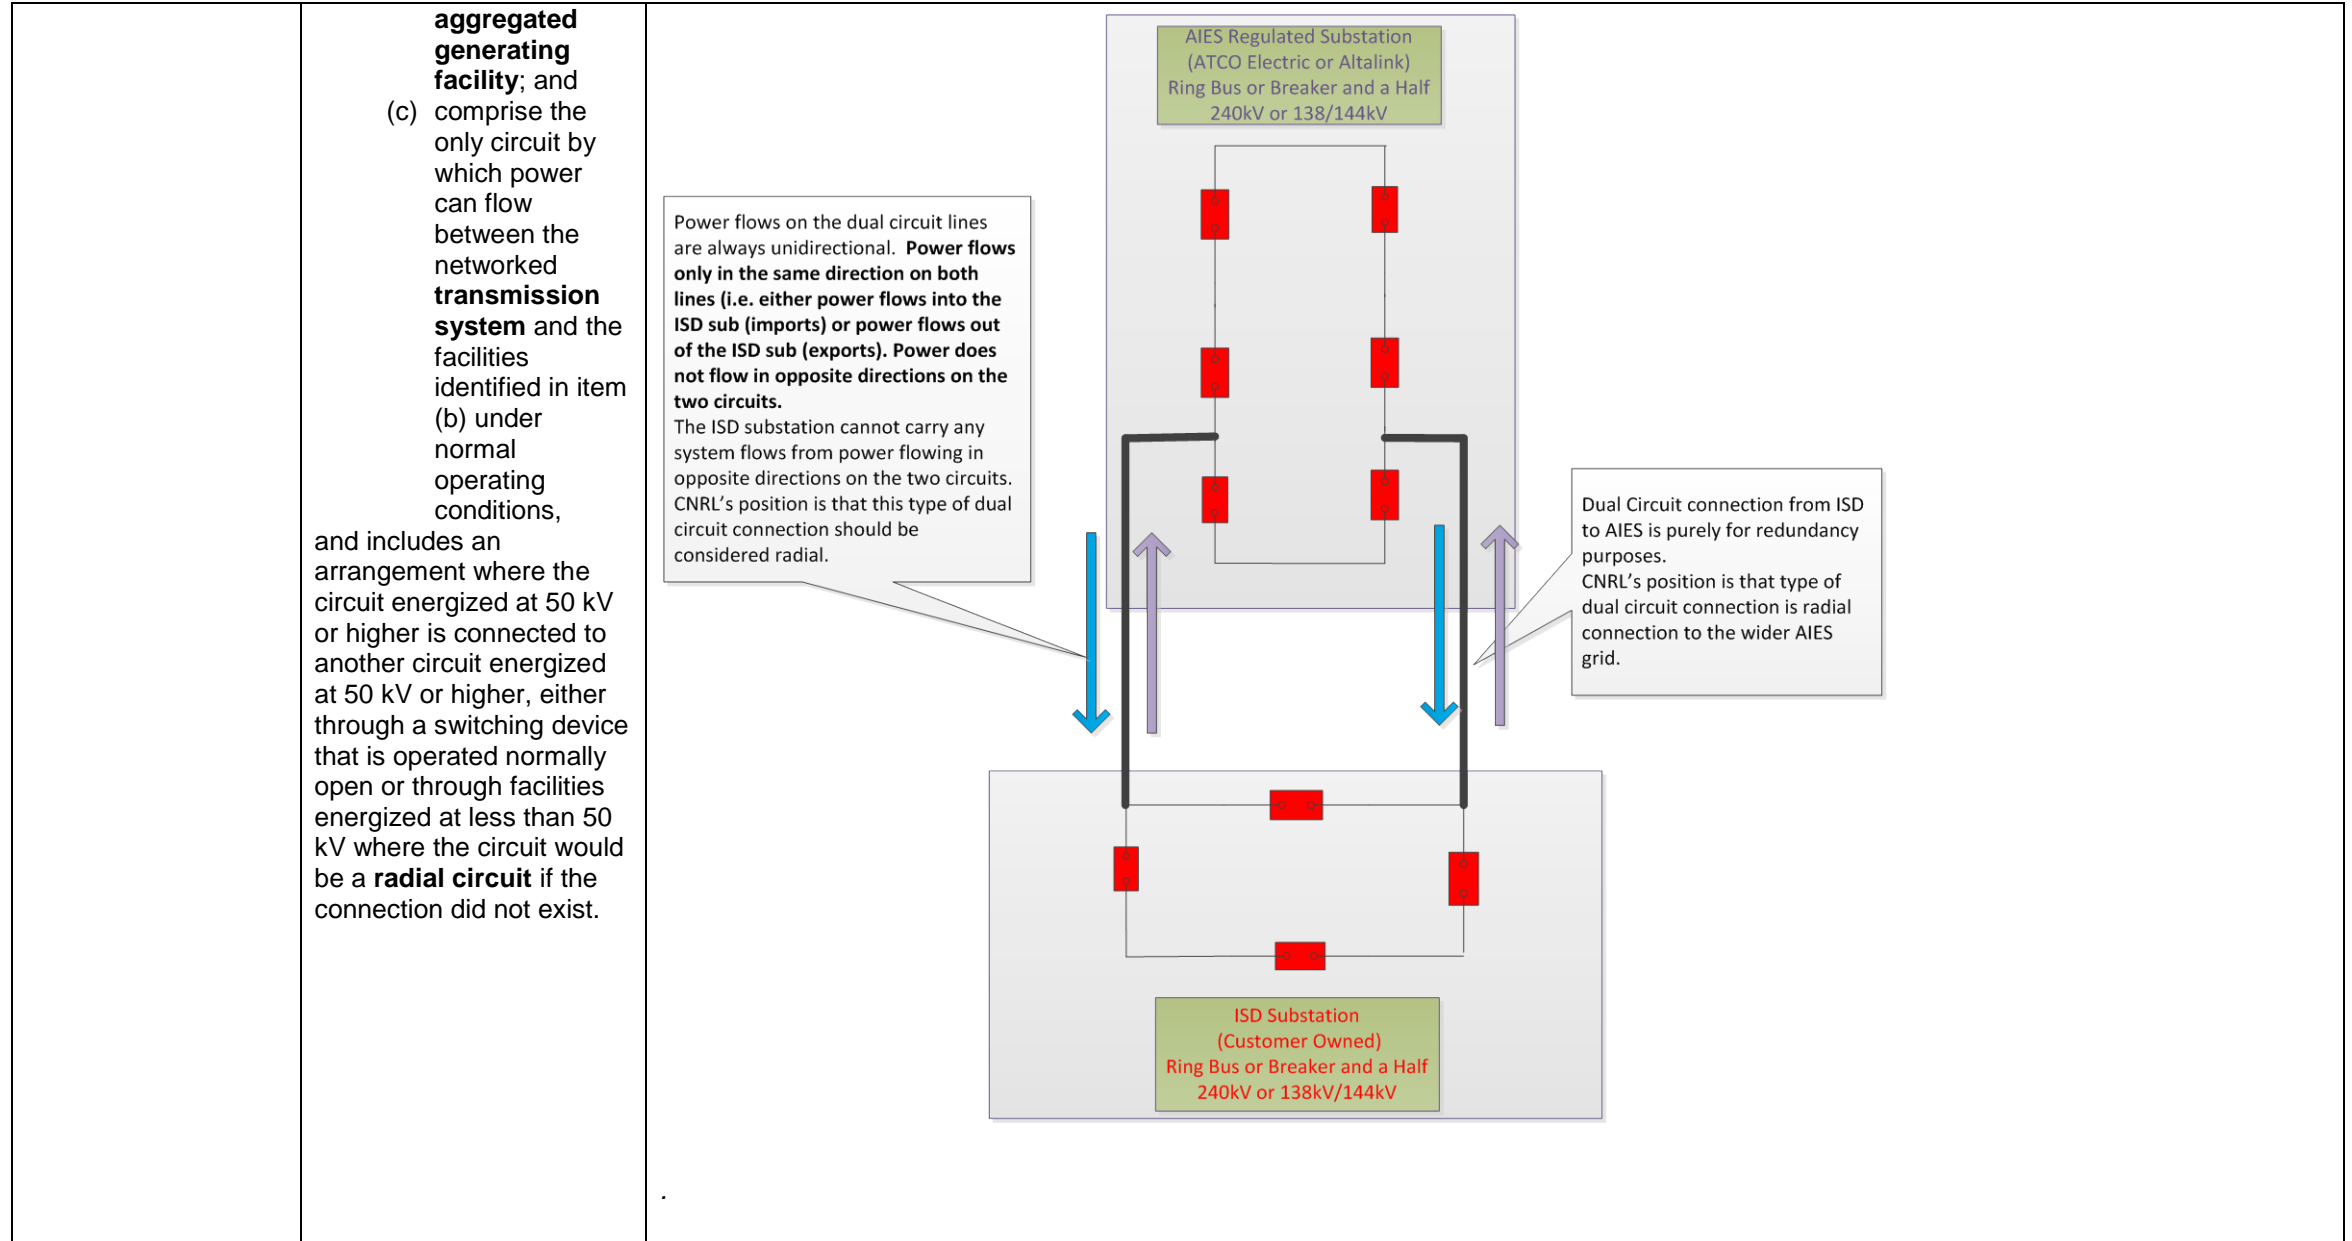 aggregated
generating
facility; and
(c) comprise the
only circuit by
which power
can flow
between the
networked
transmission
system and the
facilities
identified in item
(b) under
normal
operating
conditions,
and includes an
arrangement where the
circuit energized at 50 kV
or higher is connected to
another circuit energized
at 50 kV or higher, either
through a switching device
that is operated normally
open or through facilities
energized at less than 50
kV where the circuit would
be a radial circuit if the
connection did not exist.
AIES Regulated Substation
(ATCO Electric or Altalink)
Ring Bus or Breaker and a Half
240kV or 138/144kV
Power flows on the dual circuit lines
are always unidirectional. Power flows
only in the same direction on both
lines (i.e. either power flows into the
ISD sub (imports) or power flows out
of the ISD sub (exports). Power does
not flow in opposite directions on the
two circuits.
The ISD substation cannot carry any
system flows from power flowing in
opposite directions on the two circuits.
CNRL's position is that this type of dual
circuit connection should be
considered radial.
Dual Circuit connection from ISD
to AIES is purely for redundancy
purposes.
CNRL's position is that type of
dual circuit connection is radial
connection to the wider AIES
grid.
ISD Substation
(Customer Owned)
Ring Bus or Breaker and a Half
240kV or 138kV/144kV
.